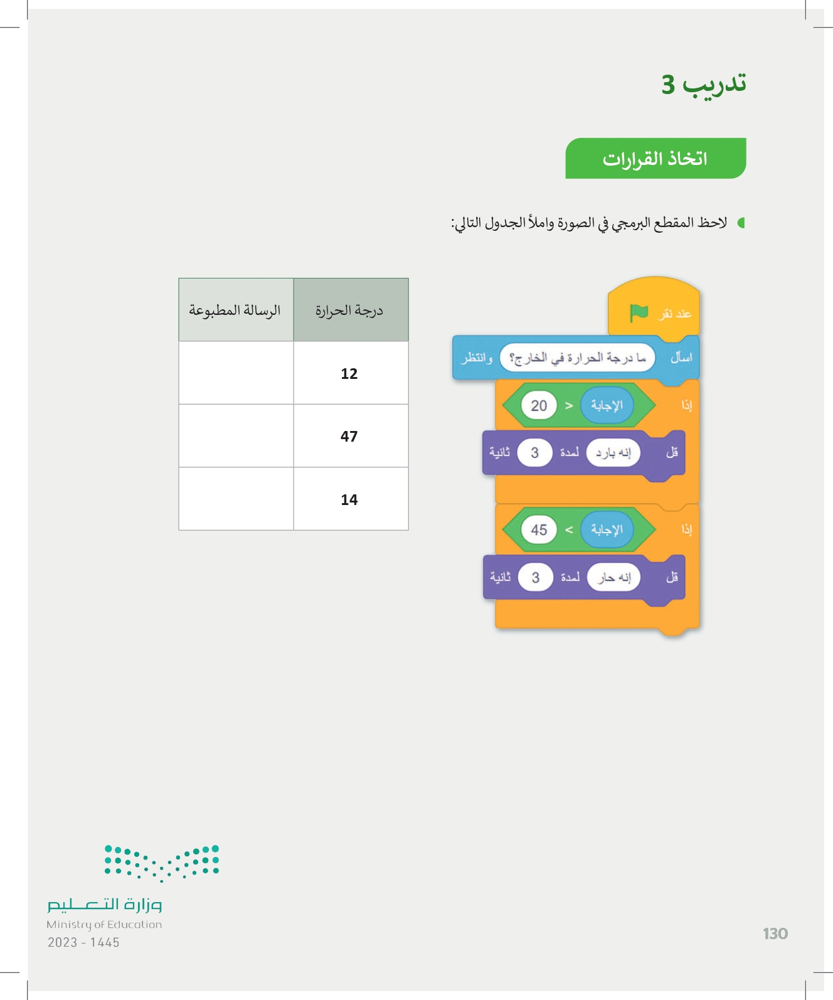 تدريب 3
اتخاذ القرارات
لاحظ المقطع البرمجي في الصورة واملأ الجدول التالي:
عند نقر
اسأل ما درجة الحرارة في الخارج؟ وانتظر
إذا الإجابة > 20
قل إنه بارد لمدة 3 ثانية
إذا الإجابة < 45
قل إنه حار لمدة 3 ثانية
درجة الحرارة الرسالة المطبوعة
12
47
14
وزارة التعليم
Ministry of Education
2023 - 1445
130